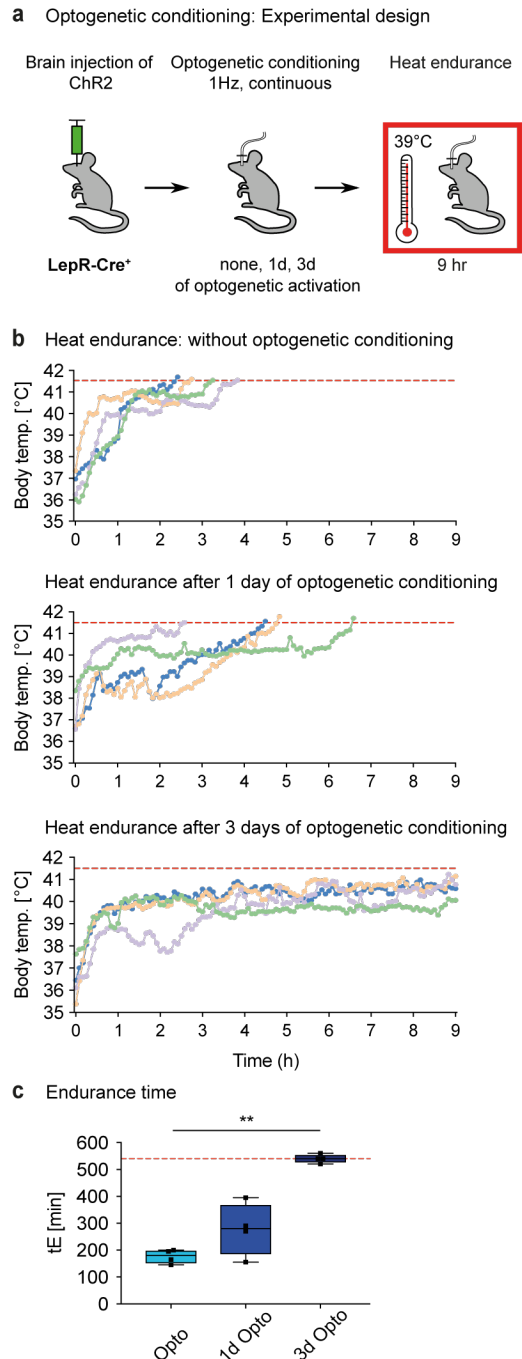 a Optogenetic conditioning: Experimental design
Brain injection of
ChR2
Optogenetic conditioning
1Hz, continuous
Heat endurance
39°C
LepR-Cre⁺
none, 1d, 3d
of optogenetic activation
9 hr
b Heat endurance: without optogenetic conditioning
Body temp. [°C]
42
41
40
39
38
37
36
35
0 1 2 3 4 5 6 7 8 9
Heat endurance after 1 day of optogenetic conditioning
Body temp. [°C]
42
41
40
39
38
37
36
35
0 1 2 3 4 5 6 7 8 9
Heat endurance after 3 days of optogenetic conditioning
Body temp. [°C]
42
41
40
39
38
37
36
35
0 1 2 3 4 5 6 7 8 9
Time (h)
c Endurance time
**
tE [min]
600
500
400
300
200
100
0
Opto
1d Opto
3d Opto